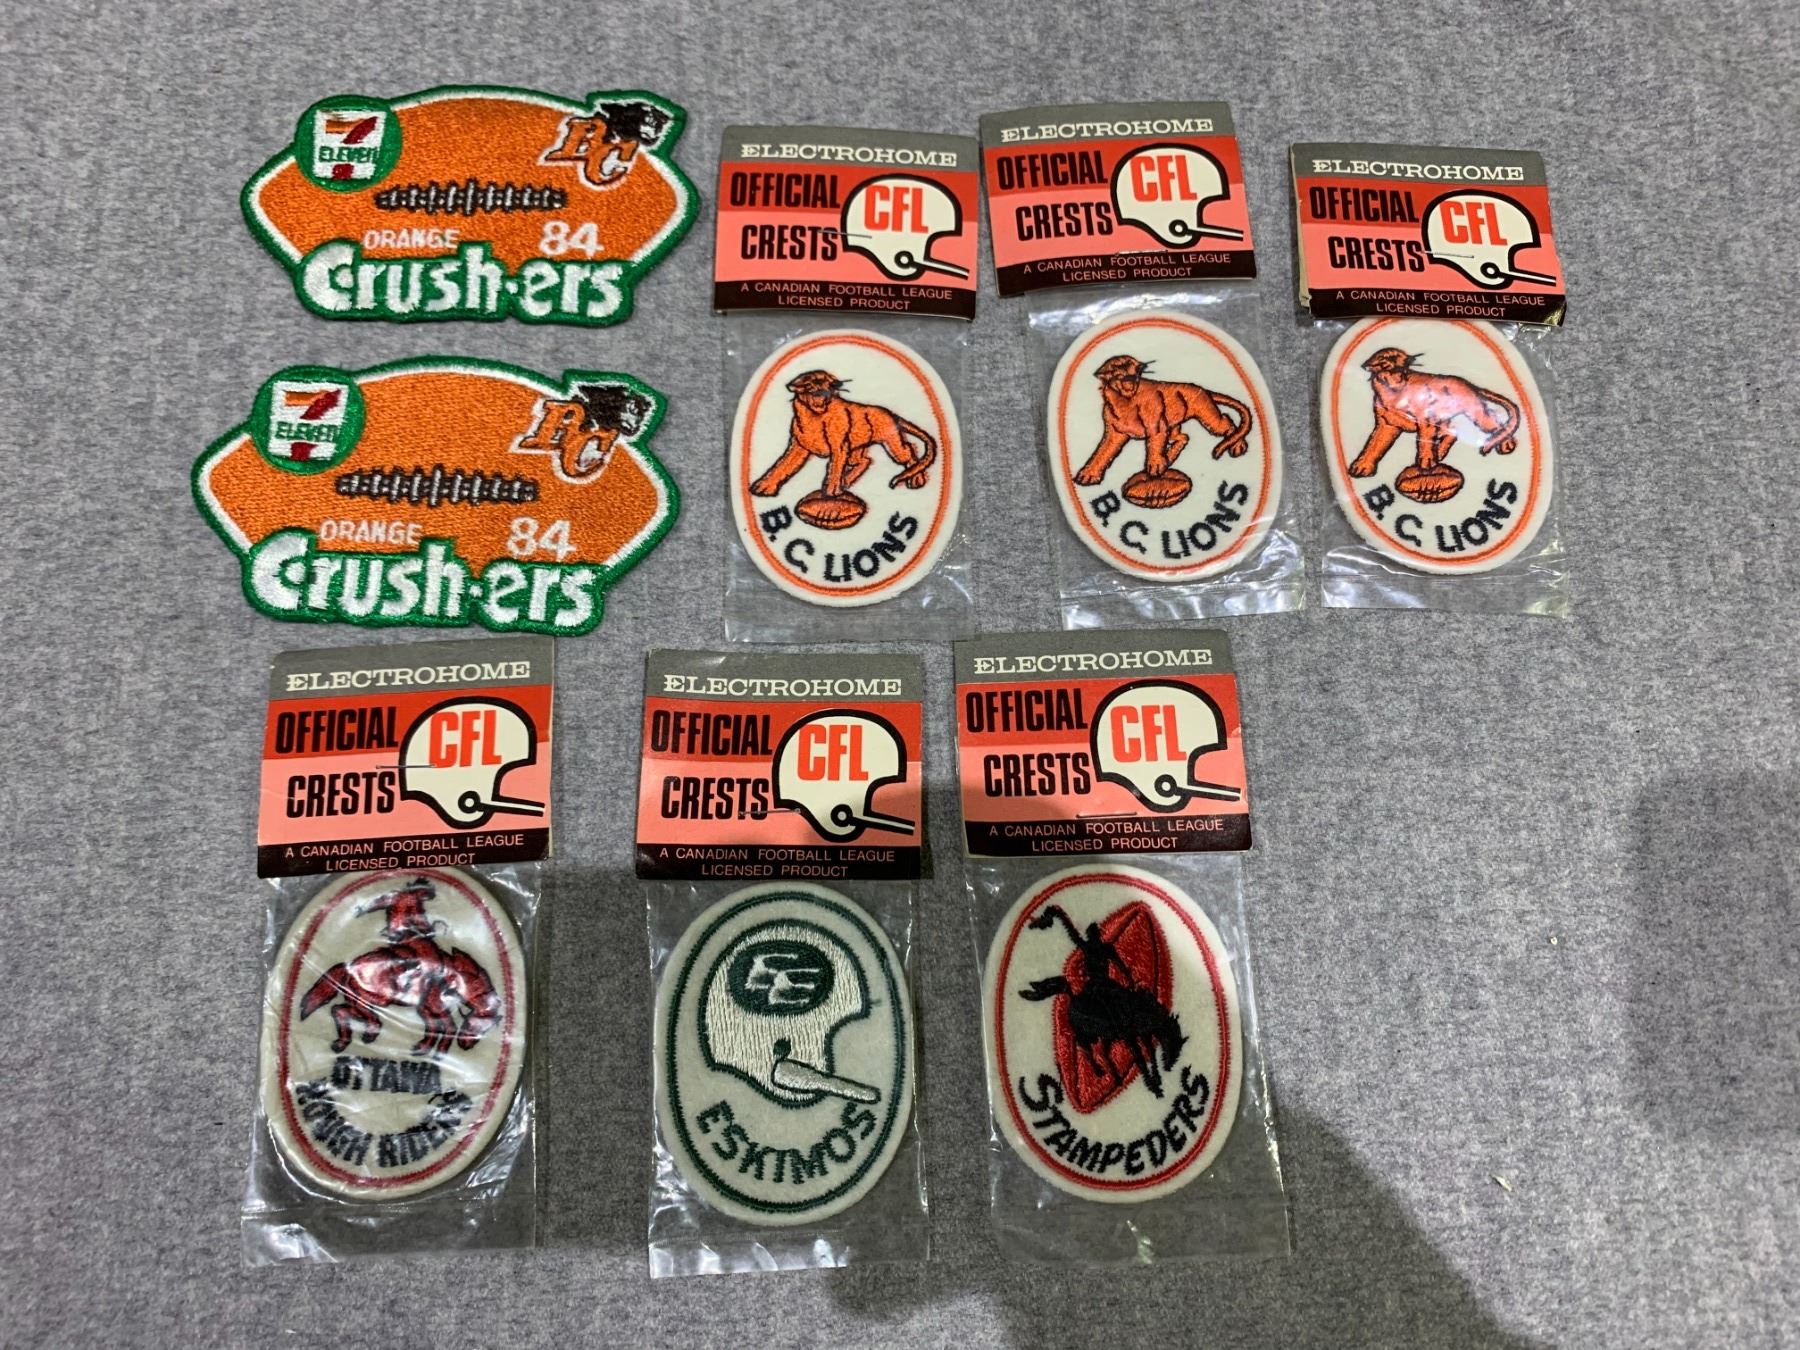 7
ELEVEN
BC
ORANGE 84
Crush-ers
7
ELEVEN
BC
ORANGE 84
Crush-ers
ELECTROHOME
OFFICIAL CFL
CRESTS
A CANADIAN FOOTBALL LEAGUE
LICENSED PRODUCT
B.C. LIONS
ELECTROHOME
OFFICIAL CFL
CRESTS
A CANADIAN FOOTBALL LEAGUE
LICENSED PRODUCT
B.C. LIONS
ELECTROHOME
OFFICIAL CFL
CRESTS
A CANADIAN FOOTBALL LEAGUE
LICENSED PRODUCT
B.C. LIONS
ELECTROHOME
OFFICIAL CFL
CRESTS
A CANADIAN FOOTBALL LEAGUE
LICENSED PRODUCT
OTTAWA
ROUGH RIDERS
ELECTROHOME
OFFICIAL CFL
CRESTS
A CANADIAN FOOTBALL LEAGUE
LICENSED PRODUCT
EE
ESKIMOS
ELECTROHOME
OFFICIAL CFL
CRESTS
A CANADIAN FOOTBALL LEAGUE
LICENSED PRODUCT
STAMPEDERS